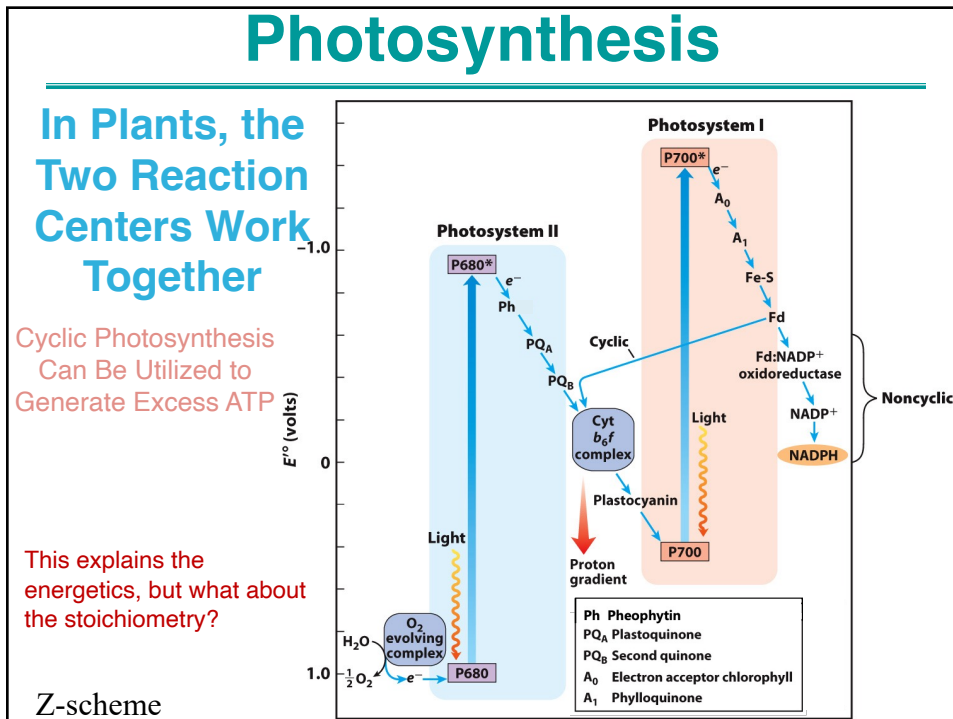 Photosynthesis
In Plants, the
Two Reaction
Centers Work
Together
Cyclic Photosynthesis
Can Be Utilized to
Generate Excess ATP
This explains the
energetics, but what about
the stoichiometry?
Z-scheme
E′° (volts)
–1.0
0
1.0
Photosystem II
P680*
e⁻
Ph
PQ_A
PQ_B
Cyt
b₆f
complex
Plastocyanin
Proton
gradient
Light
O₂
evolving
complex
H₂O
½O₂
e⁻
P680
Photosystem I
P700*
e⁻
A₀
A₁
Fe-S
Fd
Cyclic
Fd:NADP⁺
oxidoreductase
NADP⁺
NADPH
Noncyclic
Light
P700
Ph Pheophytin
PQ_A Plastoquinone
PQ_B Second quinone
A₀ Electron acceptor chlorophyll
A₁ Phylloquinone